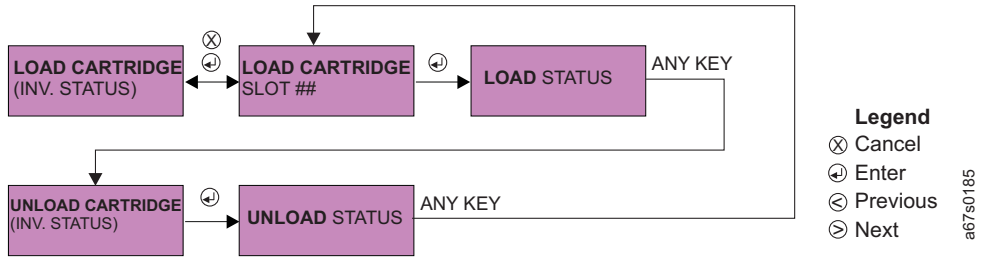 LOAD CARTRIDGE
(INV. STATUS)
LOAD CARTRIDGE
SLOT ##
LOAD STATUS
ANY KEY
UNLOAD CARTRIDGE
(INV. STATUS)
UNLOAD STATUS
ANY KEY
Legend
Cancel
Enter
Previous
Next
a67s0185